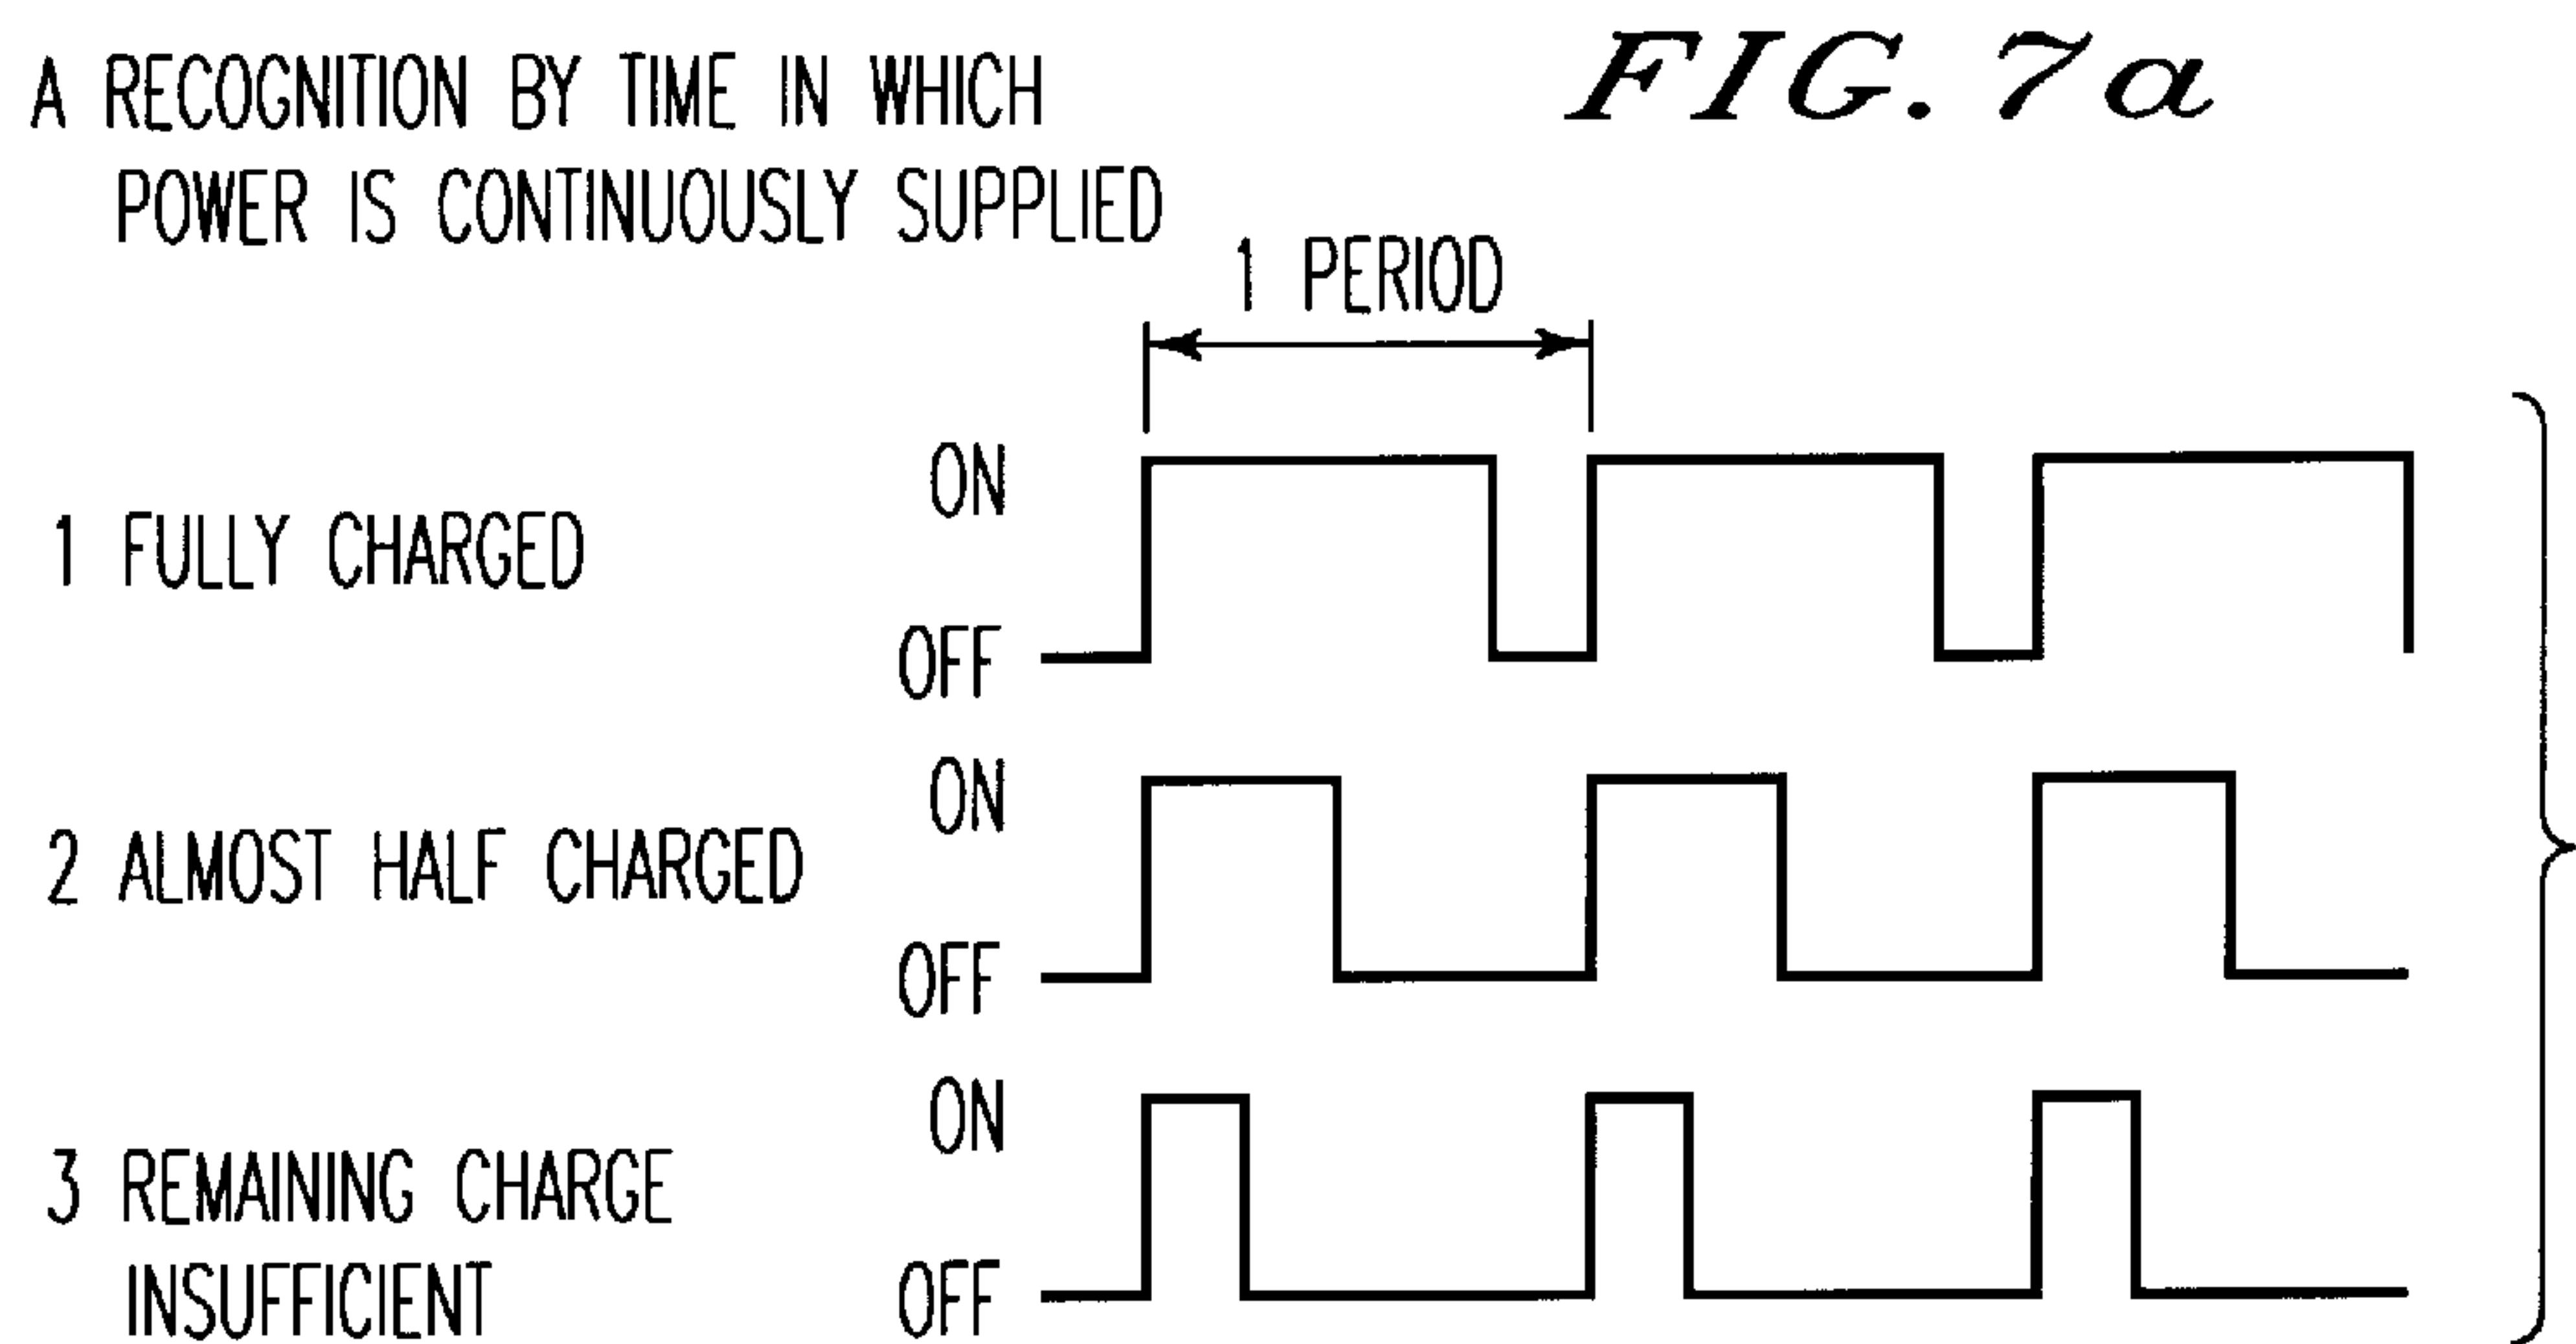 FIG. 7a
A RECOGNITION BY TIME IN WHICH
POWER IS CONTINUOUSLY SUPPLIED
1 PERIOD
ON
1 FULLY CHARGED
OFF
ON
2 ALMOST HALF CHARGED
OFF
ON
3 REMAINING CHARGE
INSUFFICIENT
OFF